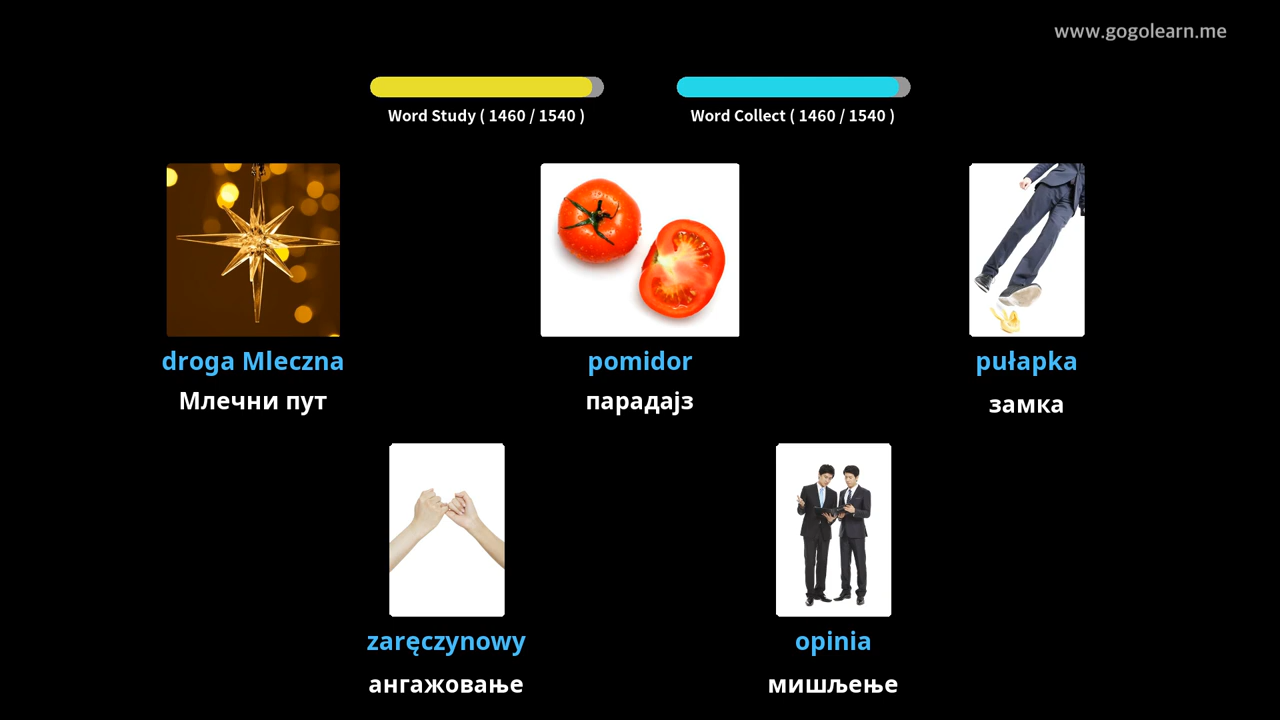 www.gogolearn.me
Word Study ( 1460 / 1540 )
Word Collect ( 1460 / 1540 )
droga Mleczna
Млечни пут
pomidor
парадајз
pułapka
замка
zaręczynowy
ангажовање
opinia
мишљење